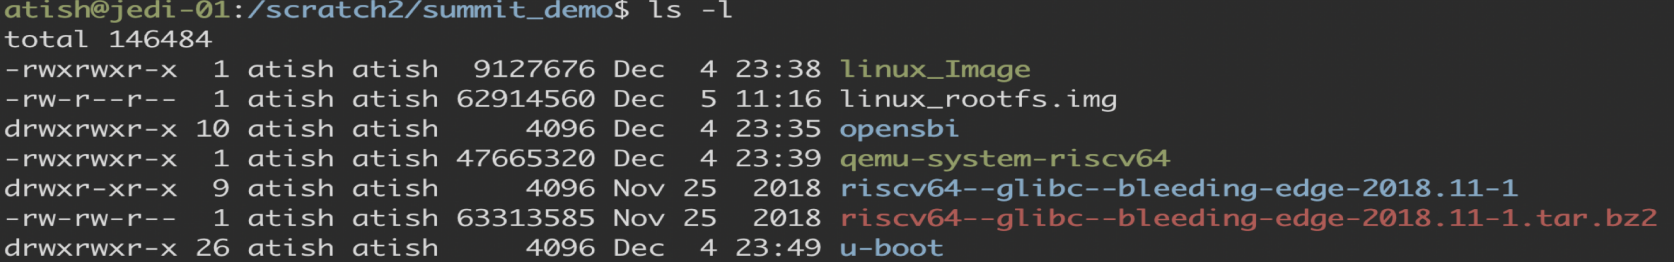 atish@jedi-01:/scratch2/summit_demo$ ls -l
total 146484
-rwxrwxr-x  1 atish atish  9127676 Dec  4 23:38 linux_Image
-rw-r--r--  1 atish atish 62914560 Dec  5 11:16 linux_rootfs.img
drwxrwxr-x 10 atish atish     4096 Dec  4 23:35 opensbi
-rwxrwxr-x  1 atish atish 47665320 Dec  4 23:39 qemu-system-riscv64
drwxr-xr-x  9 atish atish     4096 Nov 25  2018 riscv64--glibc--bleeding-edge-2018.11-1
-rw-rw-r--  1 atish atish 63313585 Nov 25  2018 riscv64--glibc--bleeding-edge-2018.11-1.tar.bz2
drwxrwxr-x 26 atish atish     4096 Dec  4 23:49 u-boot